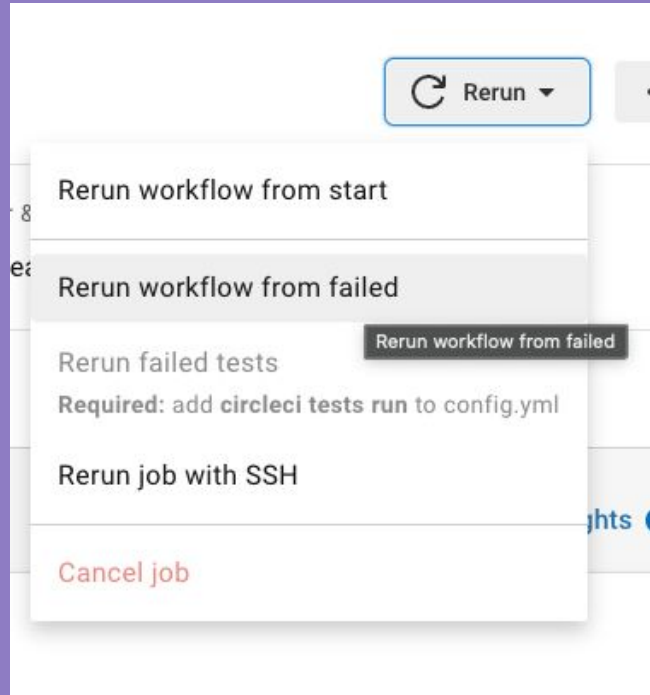 Rerun
Rerun workflow from start
&
Rerun workflow from failed
Rerun workflow from failed
Rerun failed tests
Required: add circleci tests run to config.yml
Rerun job with SSH
Cancel job